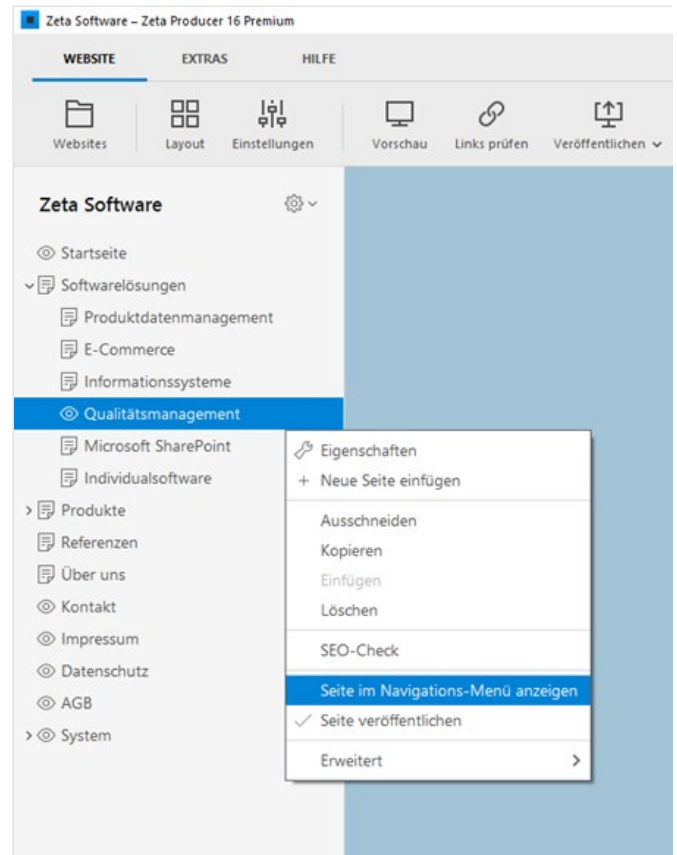 Zeta Software – Zeta Producer 16 Premium
WEBSITE EXTRAS HILFE
Websites Layout Einstellungen Vorschau Links prüfen Veröffentlichen
Zeta Software
Startseite
Softwarelösungen
Produktdatenmanagement
E-Commerce
Informationssysteme
Qualitätsmanagement
Microsoft SharePoint
Individualsoftware
Produkte
Referenzen
Über uns
Kontakt
Impressum
Datenschutz
AGB
System
Eigenschaften
Neue Seite einfügen
Ausschneiden
Kopieren
Einfügen
Löschen
SEO-Check
Seite im Navigations-Menü anzeigen
Seite veröffentlichen
Erweitert